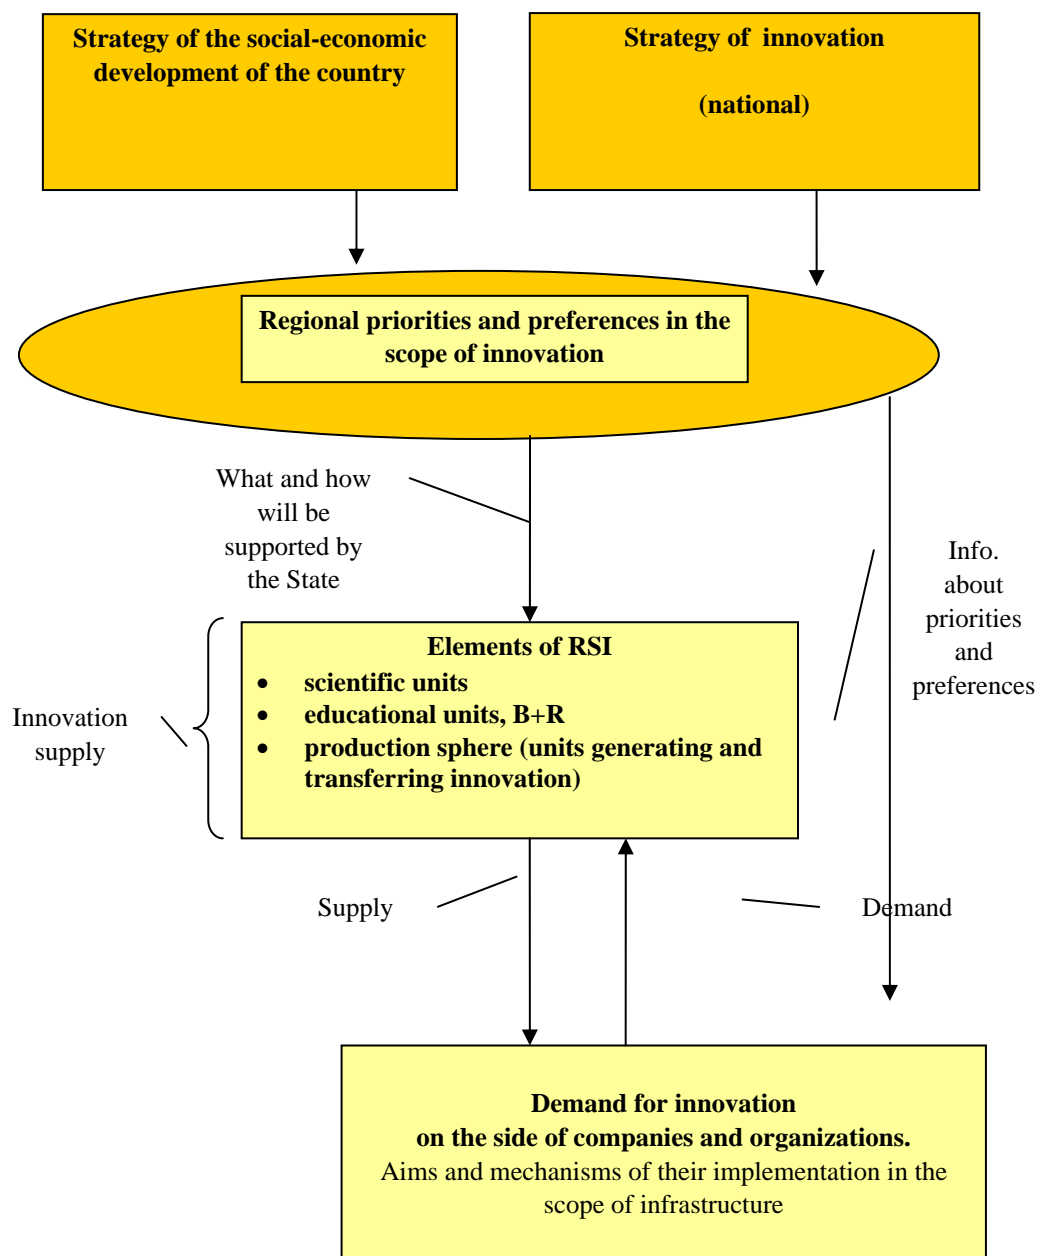 Strategy of the social-economic
development of the country
Strategy of  innovation
(national)
Regional priorities and preferences in the
scope of innovation
What and how
will be
supported by
the State
Info.
about
priorities
and
preferences
Innovation
supply
Elements of RSI
• scientific units
• educational units, B+R
• production sphere (units generating and
transferring innovation)
Supply
Demand
Demand for innovation
on the side of companies and organizations.
Aims and mechanisms of their implementation in the
scope of infrastructure